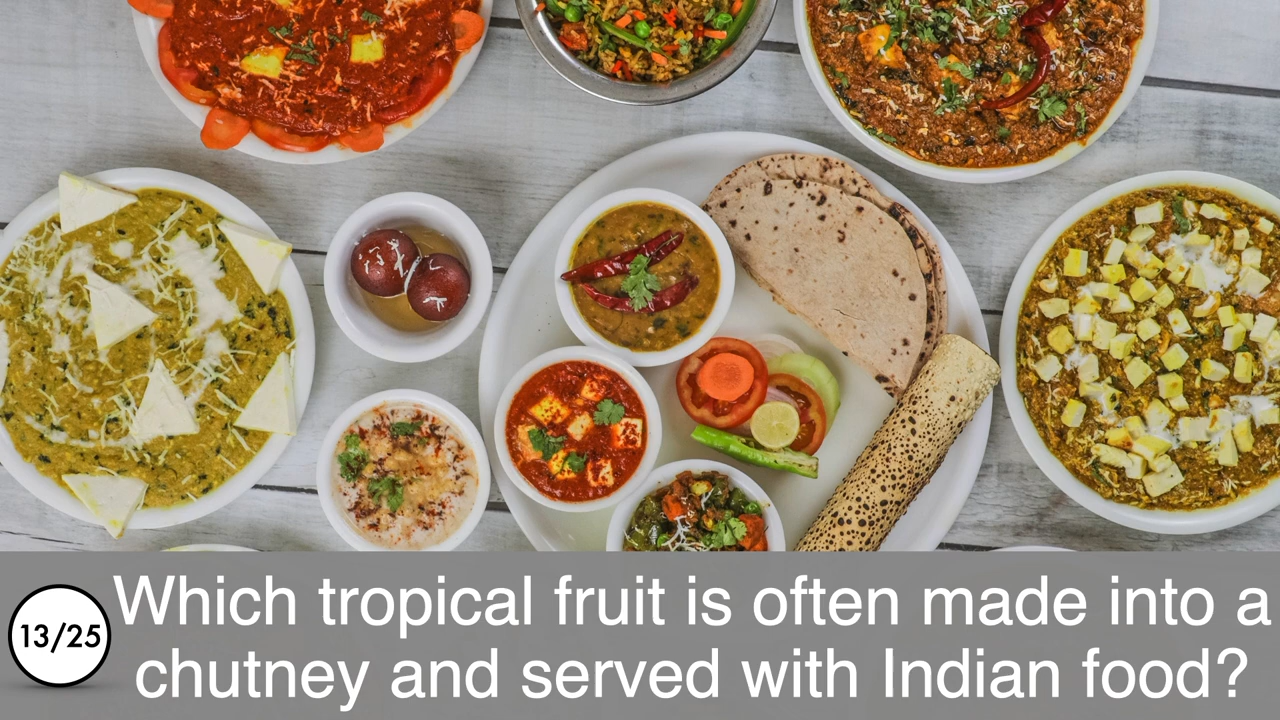 13/25
Which tropical fruit is often made into a
chutney and served with Indian food?